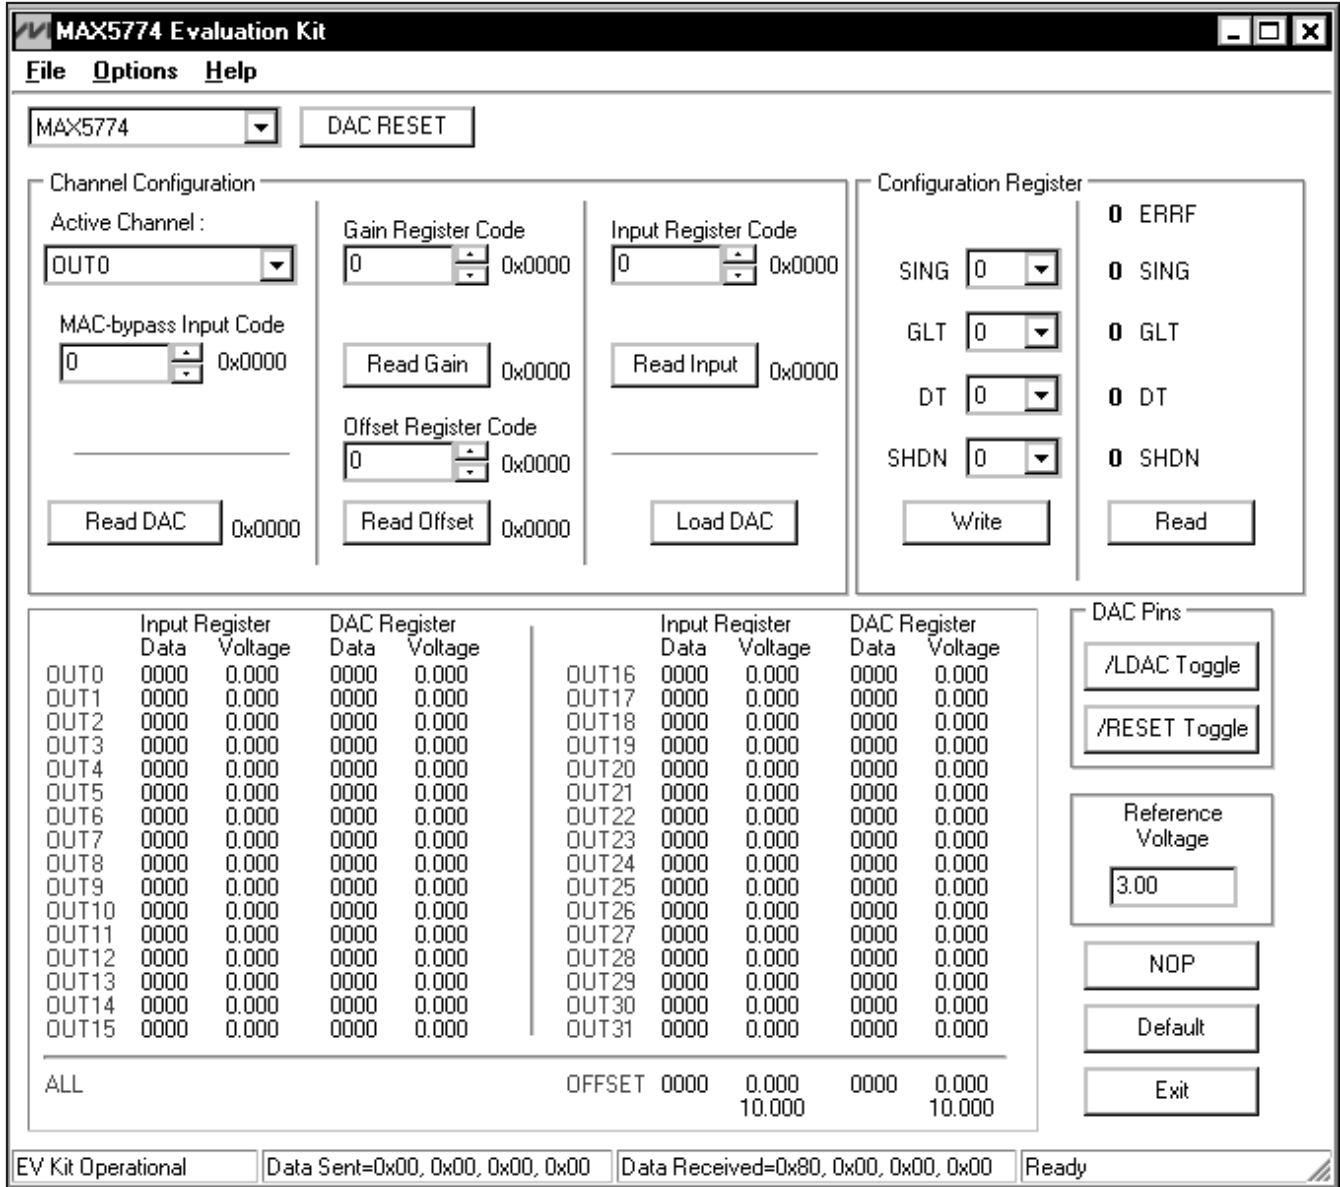 MAX5774 Evaluation Kit
File Options Help
MAX5774 DAC RESET
Channel Configuration
Active Channel :
OUT0
MAC-bypass Input Code
0 0x0000
Read DAC 0x0000
Gain Register Code
0 0x0000
Read Gain 0x0000
Offset Register Code
0 0x0000
Read Offset 0x0000
Input Register Code
0 0x0000
Read Input 0x0000
Load DAC
Configuration Register
0 ERRF
SING 0 0 SING
GLT 0 0 GLT
DT 0 0 DT
SHDN 0 0 SHDN
Write Read
Input Register DAC Register Input Register DAC Register
Data Voltage Data Voltage Data Voltage Data Voltage
OUT0 0000 0.000 0000 0.000 OUT16 0000 0.000 0000 0.000
OUT1 0000 0.000 0000 0.000 OUT17 0000 0.000 0000 0.000
OUT2 0000 0.000 0000 0.000 OUT18 0000 0.000 0000 0.000
OUT3 0000 0.000 0000 0.000 OUT19 0000 0.000 0000 0.000
OUT4 0000 0.000 0000 0.000 OUT20 0000 0.000 0000 0.000
OUT5 0000 0.000 0000 0.000 OUT21 0000 0.000 0000 0.000
OUT6 0000 0.000 0000 0.000 OUT22 0000 0.000 0000 0.000
OUT7 0000 0.000 0000 0.000 OUT23 0000 0.000 0000 0.000
OUT8 0000 0.000 0000 0.000 OUT24 0000 0.000 0000 0.000
OUT9 0000 0.000 0000 0.000 OUT25 0000 0.000 0000 0.000
OUT10 0000 0.000 0000 0.000 OUT26 0000 0.000 0000 0.000
OUT11 0000 0.000 0000 0.000 OUT27 0000 0.000 0000 0.000
OUT12 0000 0.000 0000 0.000 OUT28 0000 0.000 0000 0.000
OUT13 0000 0.000 0000 0.000 OUT29 0000 0.000 0000 0.000
OUT14 0000 0.000 0000 0.000 OUT30 0000 0.000 0000 0.000
OUT15 0000 0.000 0000 0.000 OUT31 0000 0.000 0000 0.000
ALL OFFSET 0000 0.000 0000 0.000
10.000 10.000
DAC Pins
/LDAC Toggle
/RESET Toggle
Reference
Voltage
3.00
NOP
Default
Exit
EV Kit Operational Data Sent=0x00, 0x00, 0x00, 0x00 Data Received=0x80, 0x00, 0x00, 0x00 Ready